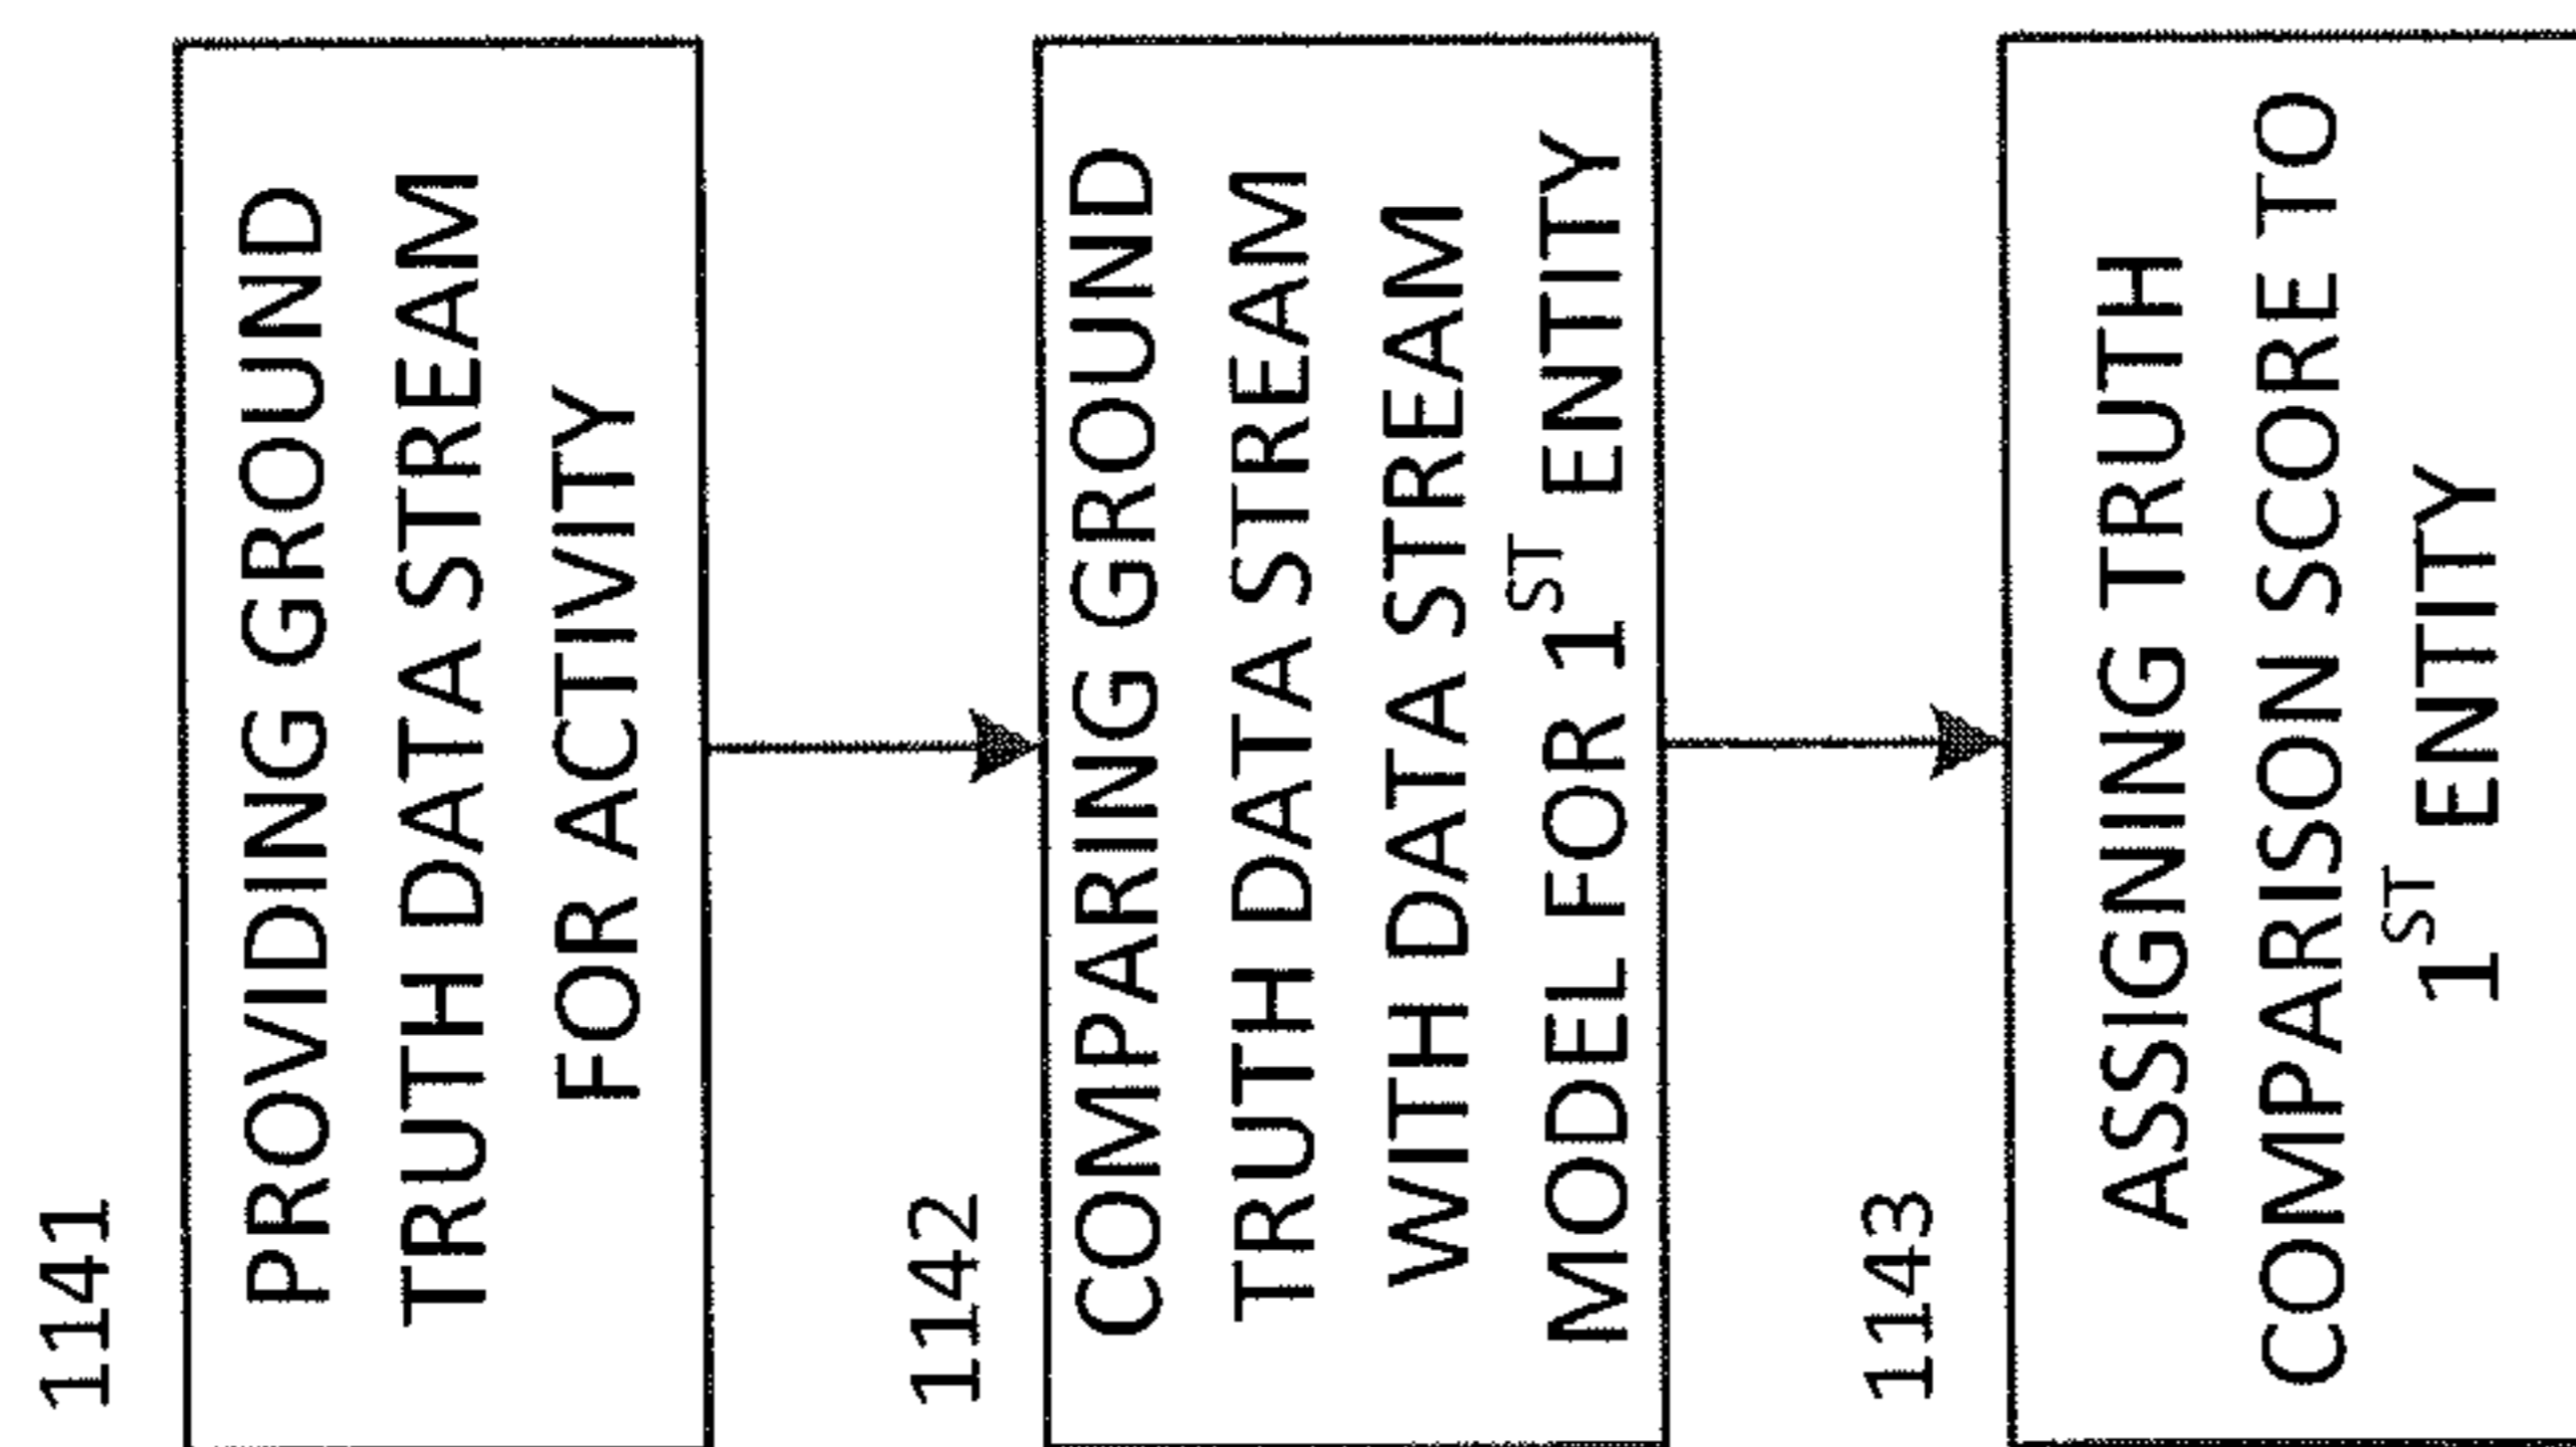 1141
PROVIDING GROUND
TRUTH DATA STREAM
FOR ACTIVITY
1142
COMPARING GROUND
TRUTH DATA STREAM
WITH DATA STREAM
MODEL FOR 1ST ENTITY
1143
ASSIGNING TRUTH
COMPARISON SCORE TO
1ST ENTITY